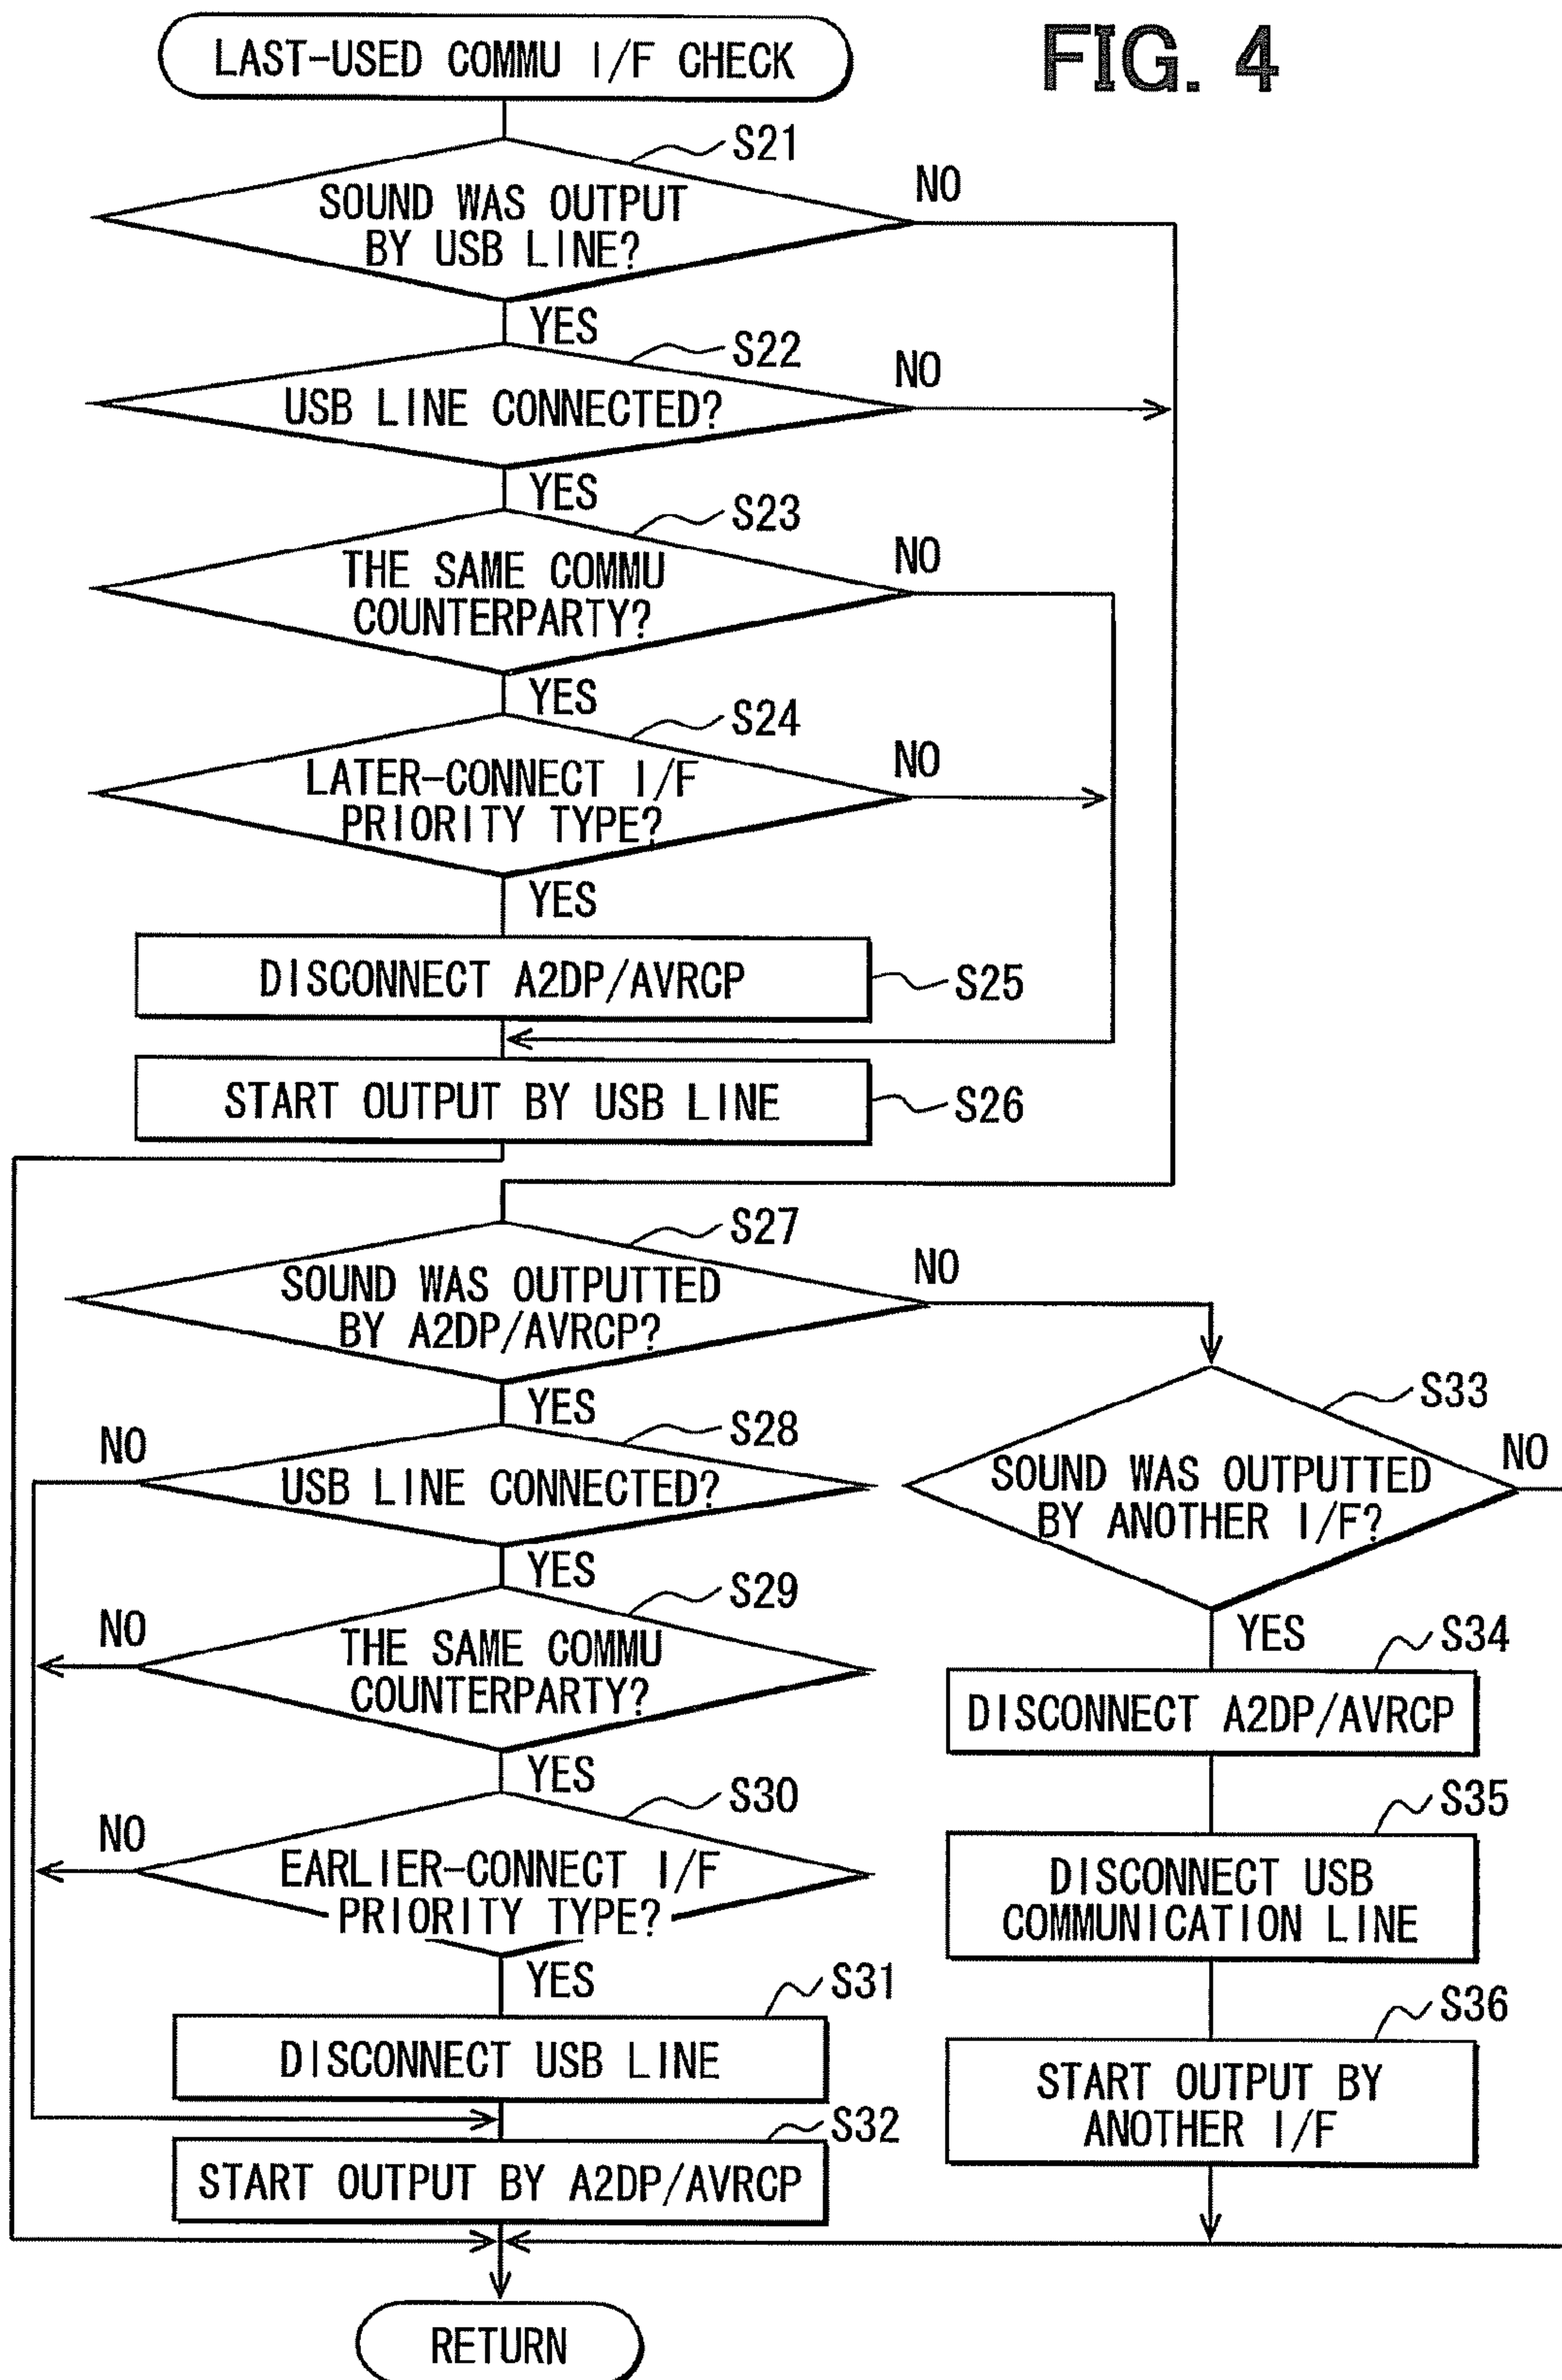 FIG. 4
LAST-USED COMMU I/F CHECK
S21
SOUND WAS OUTPUT
BY USB LINE?
NO
YES
S22
USB LINE CONNECTED?
NO
YES
S23
THE SAME COMMU
COUNTERPARTY?
NO
YES
S24
LATER-CONNECT I/F
PRIORITY TYPE?
NO
YES
DISCONNECT A2DP/AVRCP
S25
START OUTPUT BY USB LINE
S26
S27
SOUND WAS OUTPUTTED
BY A2DP/AVRCP?
NO
YES
S28
USB LINE CONNECTED?
NO
YES
S29
THE SAME COMMU
COUNTERPARTY?
NO
YES
S30
EARLIER-CONNECT I/F
PRIORITY TYPE?
NO
YES
S31
DISCONNECT USB LINE
S32
START OUTPUT BY A2DP/AVRCP
S33
SOUND WAS OUTPUTTED
BY ANOTHER I/F?
NO
YES
S34
DISCONNECT A2DP/AVRCP
S35
DISCONNECT USB
COMMUNICATION LINE
S36
START OUTPUT BY
ANOTHER I/F
RETURN